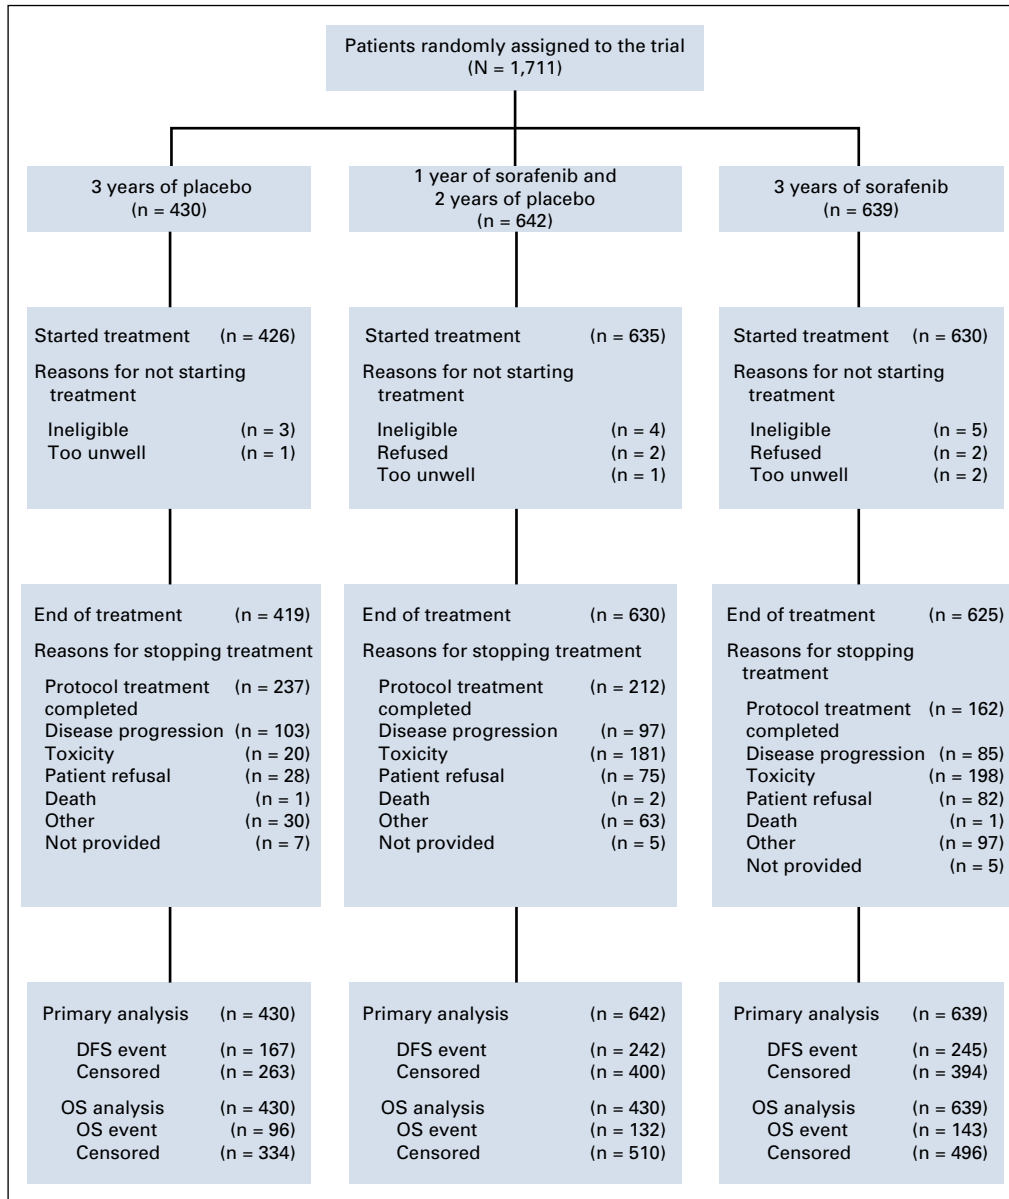 Patients randomly assigned to the trial
(N = 1,711)
3 years of placebo
(n = 430)
1 year of sorafenib and
2 years of placebo
(n = 642)
3 years of sorafenib
(n = 639)
Started treatment (n = 426)
Reasons for not starting
treatment
Ineligible (n = 3)
Too unwell (n = 1)
Started treatment (n = 635)
Reasons for not starting
treatment
Ineligible (n = 4)
Refused (n = 2)
Too unwell (n = 1)
Started treatment (n = 630)
Reasons for not starting
treatment
Ineligible (n = 5)
Refused (n = 2)
Too unwell (n = 2)
End of treatment (n = 419)
Reasons for stopping treatment
Protocol treatment (n = 237)
completed
Disease progression (n = 103)
Toxicity (n = 20)
Patient refusal (n = 28)
Death (n = 1)
Other (n = 30)
Not provided (n = 7)
End of treatment (n = 630)
Reasons for stopping treatment
Protocol treatment (n = 212)
completed
Disease progression (n = 97)
Toxicity (n = 181)
Patient refusal (n = 75)
Death (n = 2)
Other (n = 63)
Not provided (n = 5)
End of treatment (n = 625)
Reasons for stopping
treatment
Protocol treatment (n = 162)
completed
Disease progression (n = 85)
Toxicity (n = 198)
Patient refusal (n = 82)
Death (n = 1)
Other (n = 97)
Not provided (n = 5)
Primary analysis (n = 430)
DFS event (n = 167)
Censored (n = 263)
OS analysis (n = 430)
OS event (n = 96)
Censored (n = 334)
Primary analysis (n = 642)
DFS event (n = 242)
Censored (n = 400)
OS analysis (n = 430)
OS event (n = 132)
Censored (n = 510)
Primary analysis (n = 639)
DFS event (n = 245)
Censored (n = 394)
OS analysis (n = 639)
OS event (n = 143)
Censored (n = 496)